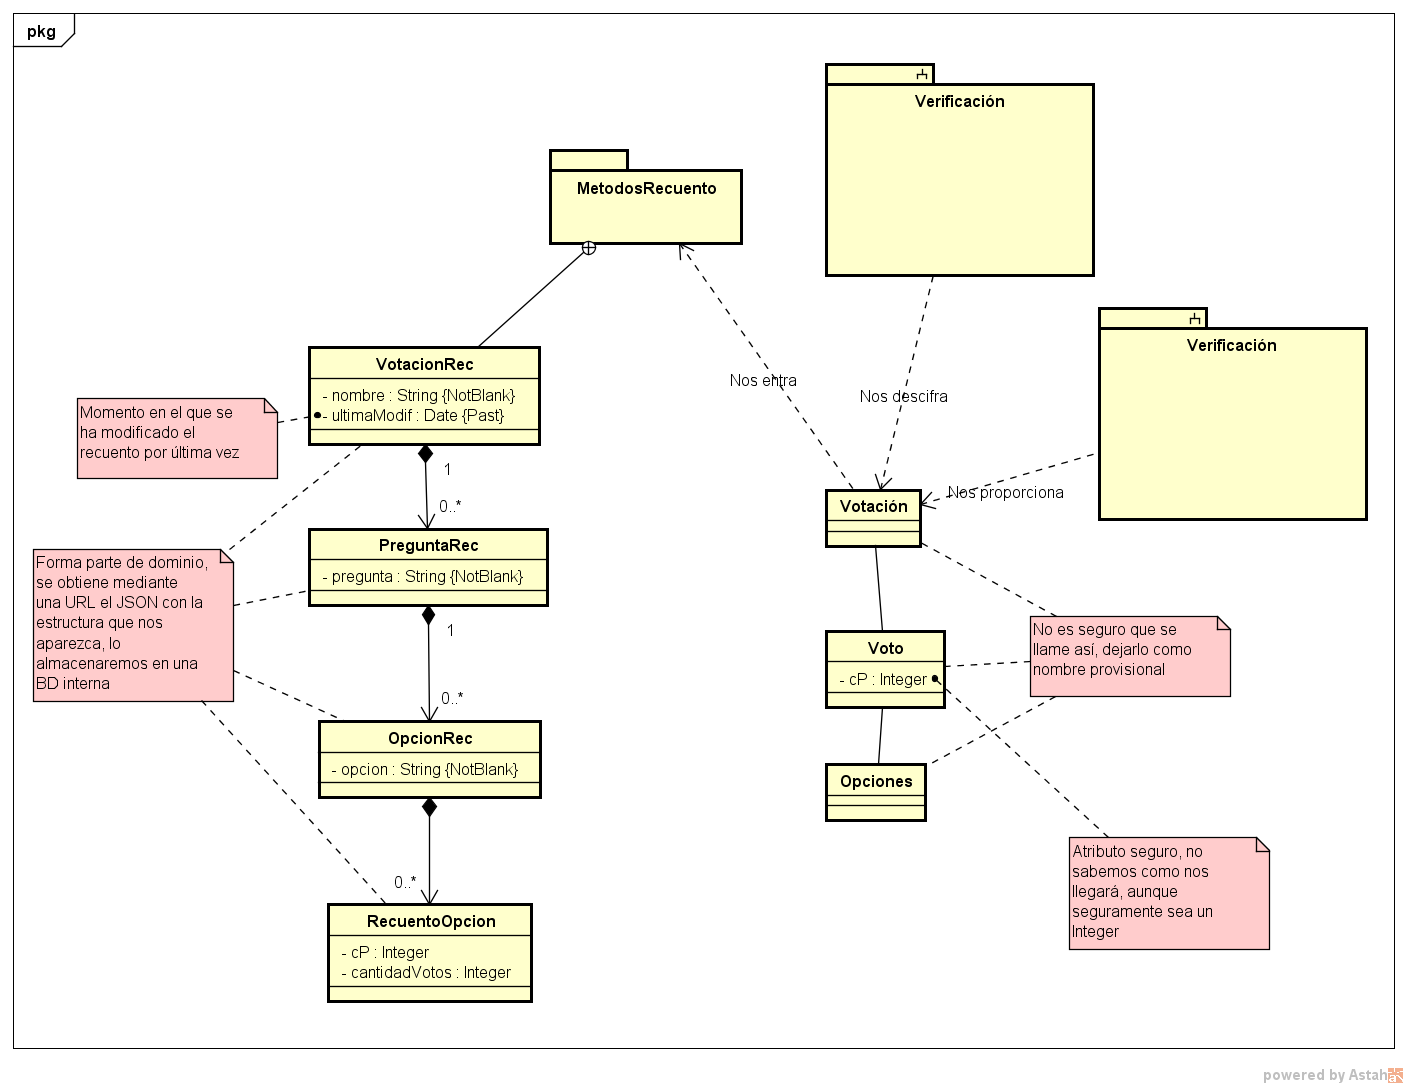 pkg
Verificación
MetodosRecuento
Verificación
VotacionRec
- nombre : String {NotBlank}
- ultimaModif : Date {Past}
Momento en el que se
ha modificado el
recuento por última vez
Nos entra
Nos descifra
1
0..*
Nos proporciona
Votación
PreguntaRec
- pregunta : String {NotBlank}
Forma parte de dominio,
se obtiene mediante
una URL el JSON con la
estructura que nos
aparezca, lo
almacenaremos en una
BD interna
1
0..*
Voto
- cP : Integer
No es seguro que se
llame así, dejarlo como
nombre provisional
OpcionRec
- opcion : String {NotBlank}
Opciones
0..*
RecuentoOpcion
- cP : Integer
- cantidadVotos : Integer
Atributo seguro, no
sabemos como nos
llegará, aunque
seguramente sea un
Integer
powered by Astah